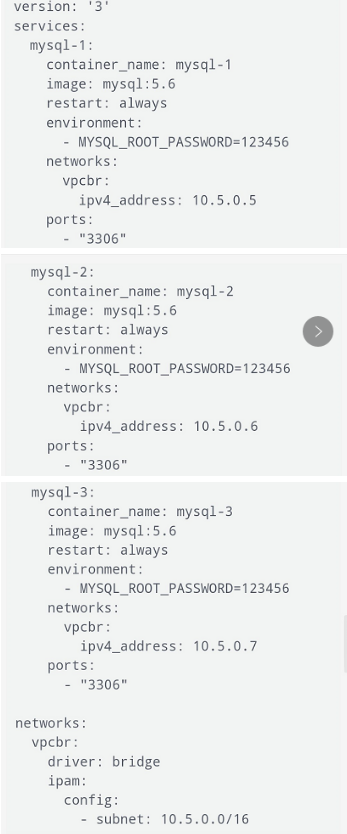 version: '3'
services:
  mysql-1:
    container_name: mysql-1
    image: mysql:5.6
    restart: always
    environment:
      - MYSQL_ROOT_PASSWORD=123456
    networks:
      vpcbr:
        ipv4_address: 10.5.0.5
    ports:
      - "3306"
  mysql-2:
    container_name: mysql-2
    image: mysql:5.6
    restart: always
    environment:
      - MYSQL_ROOT_PASSWORD=123456
    networks:
      vpcbr:
        ipv4_address: 10.5.0.6
    ports:
      - "3306"
  mysql-3:
    container_name: mysql-3
    image: mysql:5.6
    restart: always
    environment:
      - MYSQL_ROOT_PASSWORD=123456
    networks:
      vpcbr:
        ipv4_address: 10.5.0.7
    ports:
      - "3306"
networks:
  vpcbr:
    driver: bridge
    ipam:
      config:
        - subnet: 10.5.0.0/16